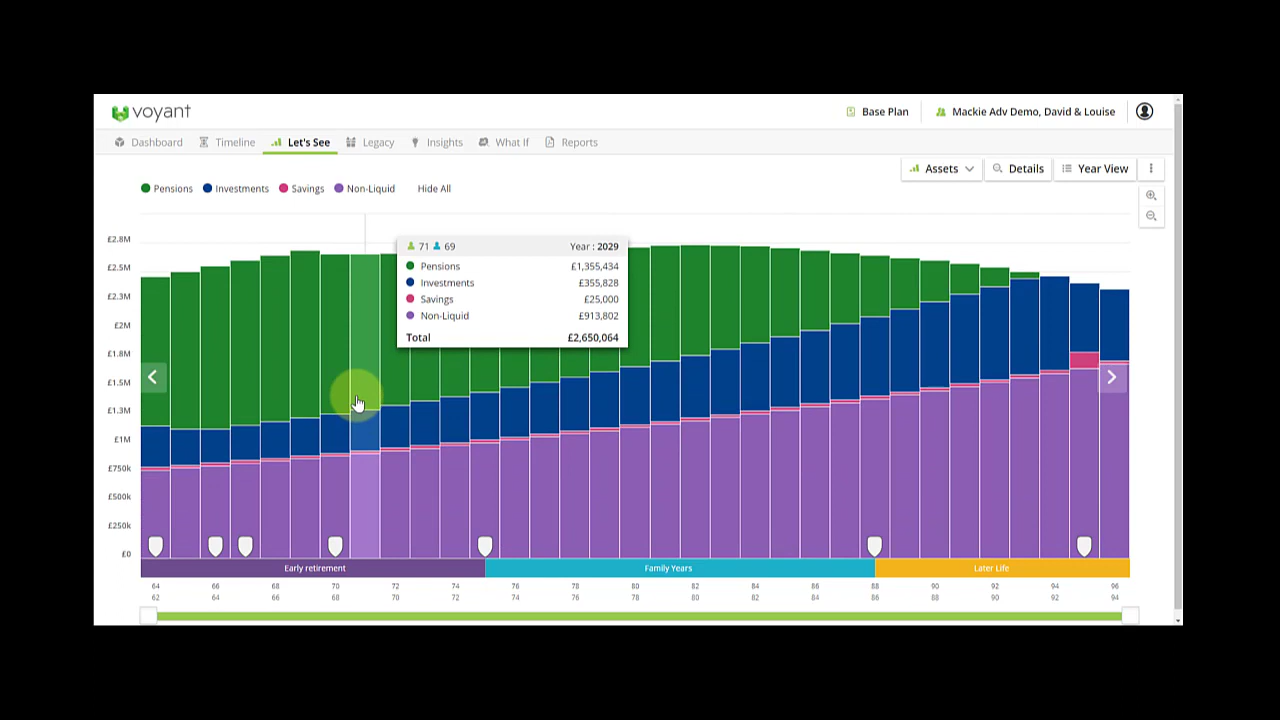 voyant
Base Plan
Mackie Adv Demo, David & Louise
Dashboard Timeline Let's See Legacy Insights What If Reports
Assets Details Year View
Pensions Investments Savings Non-Liquid Hide All
71 69 Year : 2029
Pensions £1,355,434
Investments £355,828
Savings £25,000
Non-Liquid £913,802
Total £2,650,064
£2.8M
£2.5M
£2.3M
£2M
£1.8M
£1.5M
£1.3M
£1M
£750k
£500k
£250k
£0
Early retirement Family Years Later Life
64 66 66 68 70 72 74 76 78 80 82 84 86 88 90 92 94 96
62 64 66 68 70 72 74 76 78 80 82 84 86 88 90 92 94